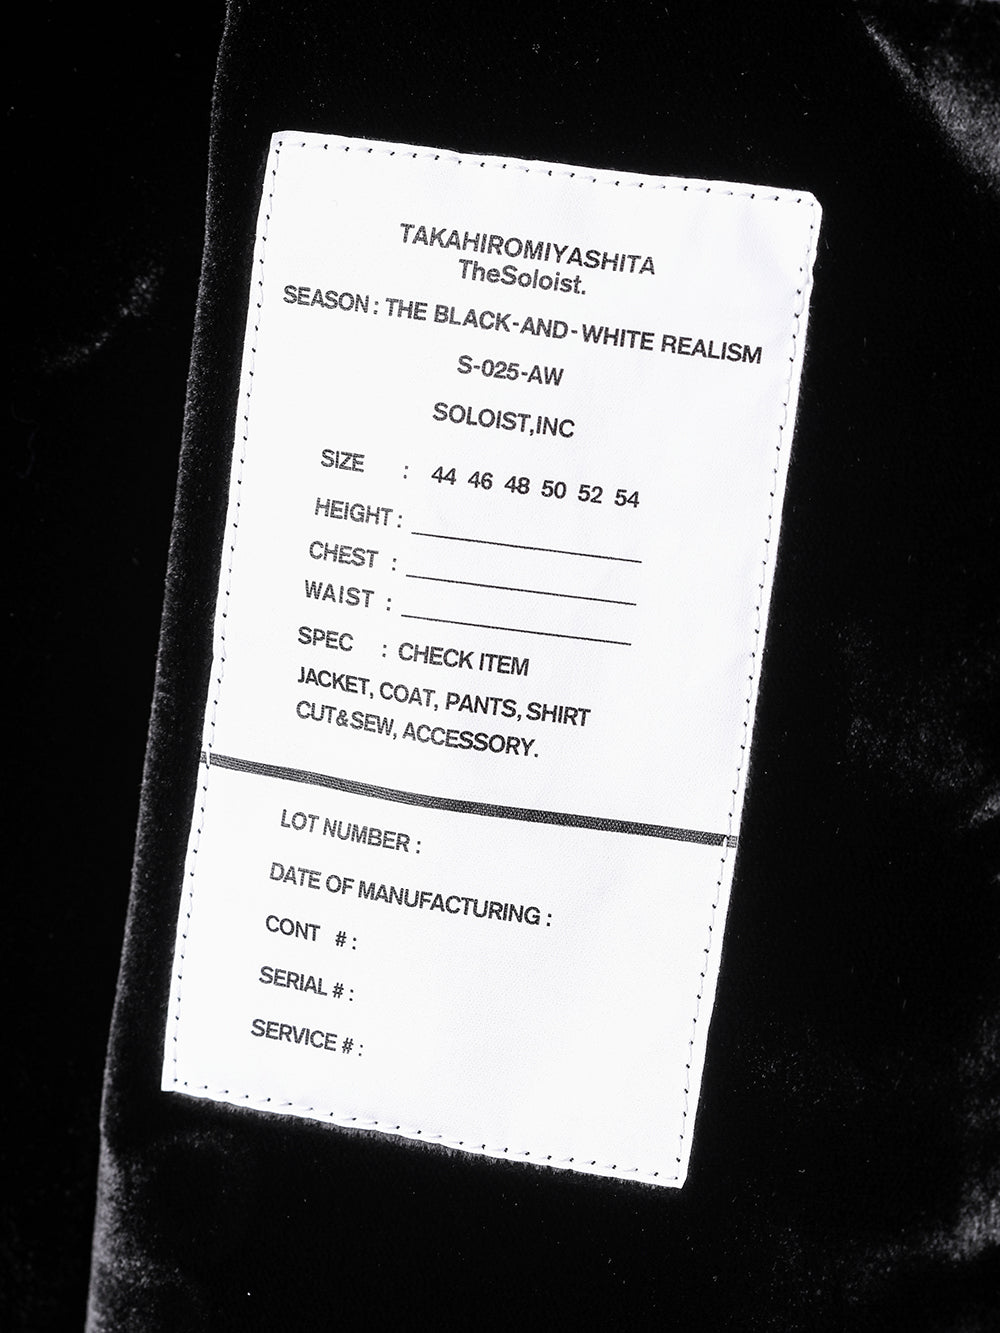 TAKAHIROMIYASHITA
TheSoloist.
SEASON : THE BLACK-AND-WHITE REALISM
S-025-AW
SOLOIST,INC
SIZE : 44 46 48 50 52 54
HEIGHT :
CHEST :
WAIST :
SPEC : CHECK ITEM
JACKET, COAT, PANTS, SHIRT
CUT&SEW, ACCESSORY.
LOT NUMBER :
DATE OF MANUFACTURING :
CONT # :
SERIAL # :
SERVICE # :